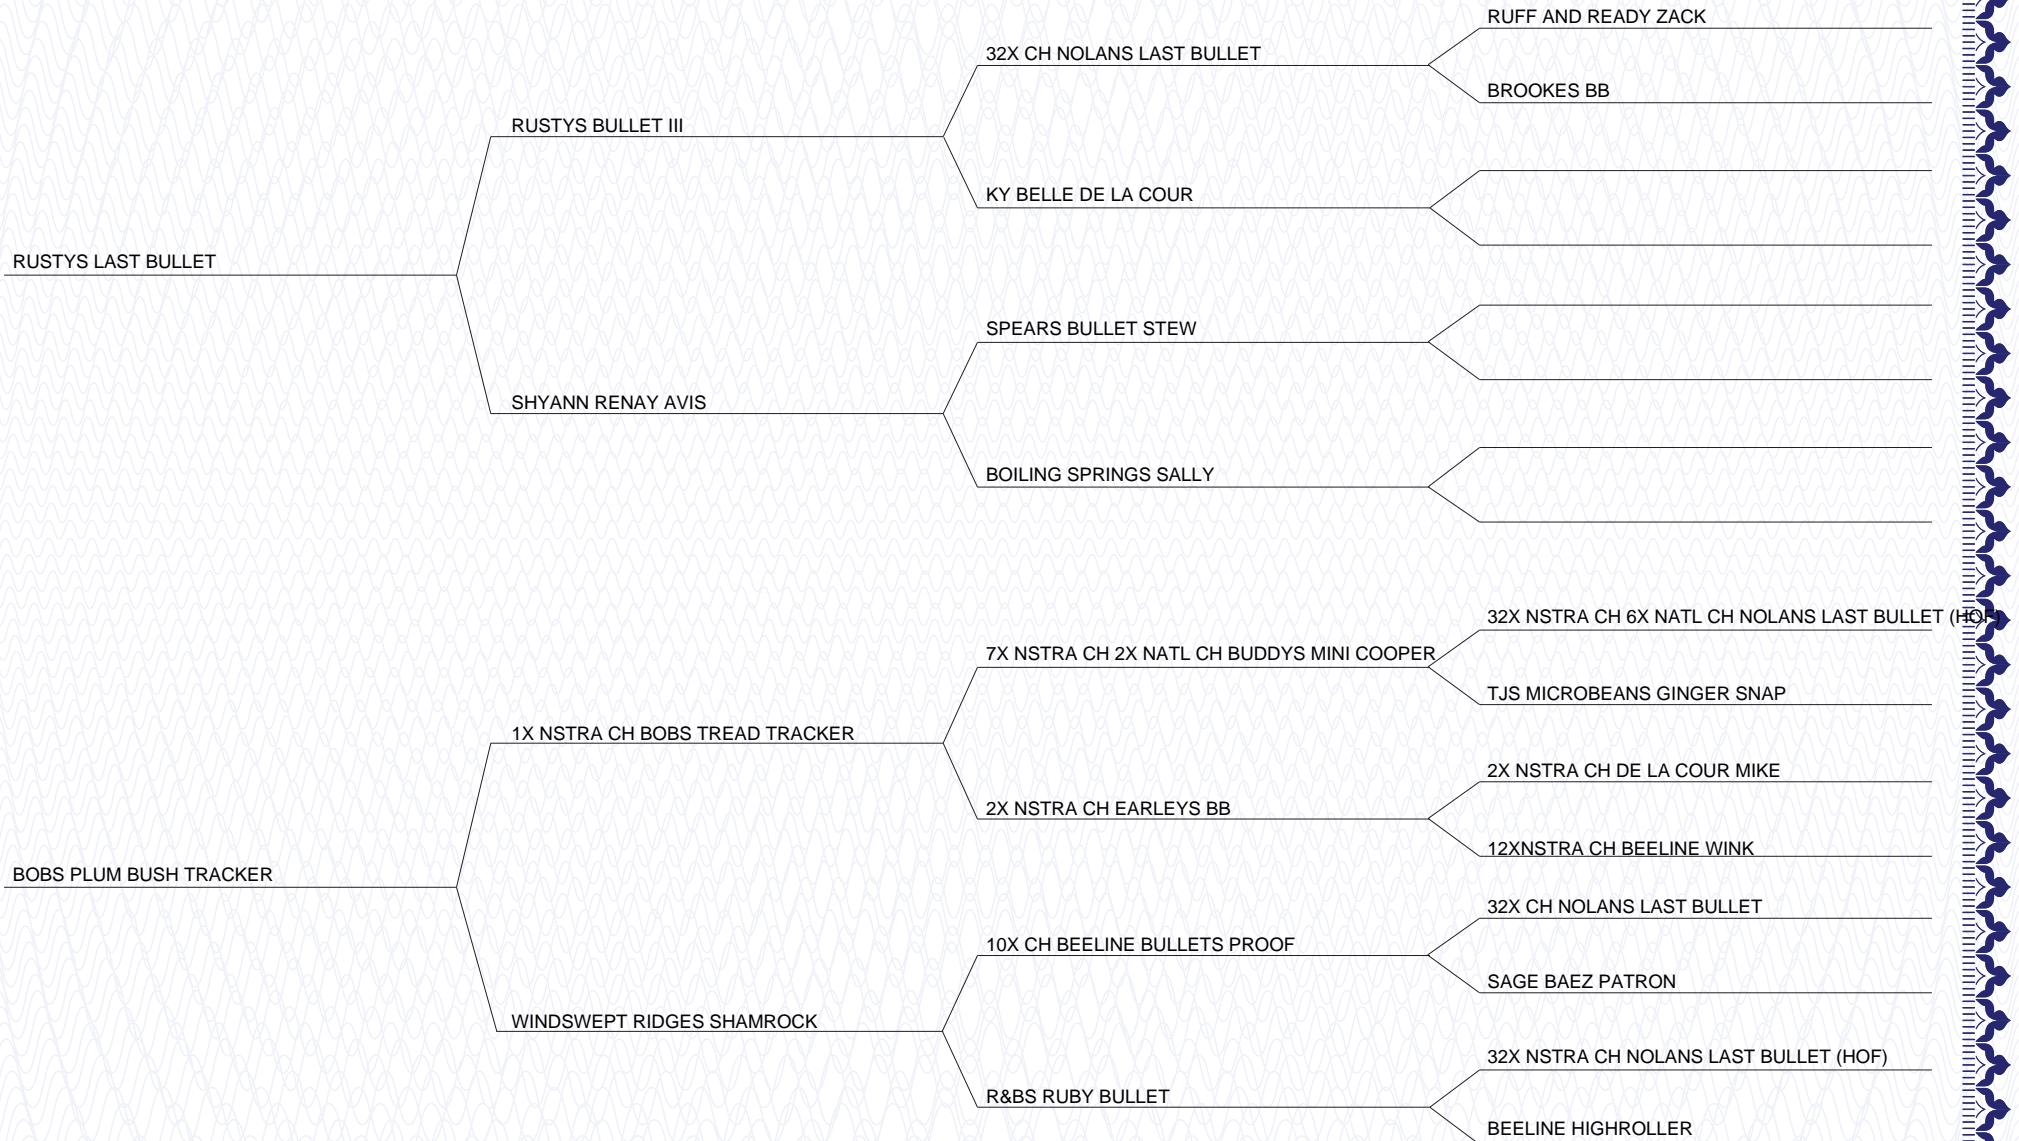 RUFF AND READY ZACK
32X CH NOLANS LAST BULLET
BROOKES BB
RUSTYS BULLET III
KY BELLE DE LA COUR
RUSTYS LAST BULLET
SPEARS BULLET STEW
SHYANN RENAY AVIS
BOILING SPRINGS SALLY
32X NSTRA CH 6X NATL CH NOLANS LAST BULLET (HOF)
7X NSTRA CH 2X NATL CH BUDDYS MINI COOPER
TJS MICROBEANS GINGER SNAP
1X NSTRA CH BOBS TREAD TRACKER
2X NSTRA CH DE LA COUR MIKE
2X NSTRA CH EARLEYS BB
12XNSTRA CH BEELINE WINK
BOBS PLUM BUSH TRACKER
32X CH NOLANS LAST BULLET
10X CH BEELINE BULLETS PROOF
SAGE BAEZ PATRON
WINDSWEPT RIDGES SHAMROCK
32X NSTRA CH NOLANS LAST BULLET (HOF)
R&BS RUBY BULLET
BEELINE HIGHROLLER